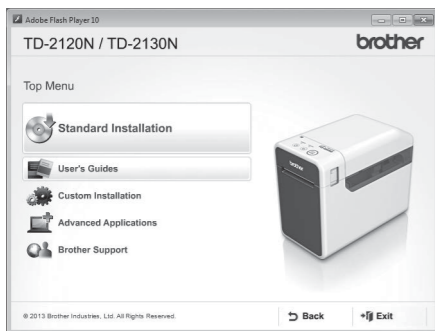 Adobe Flash Player 10
TD-2120N / TD-2130N
brother
Top Menu
Standard Installation
User's Guides
Custom Installation
Advanced Applications
Brother Support
brother
© 2013 Brother Industries, Ltd. All Rights Reserved.
Back
Exit